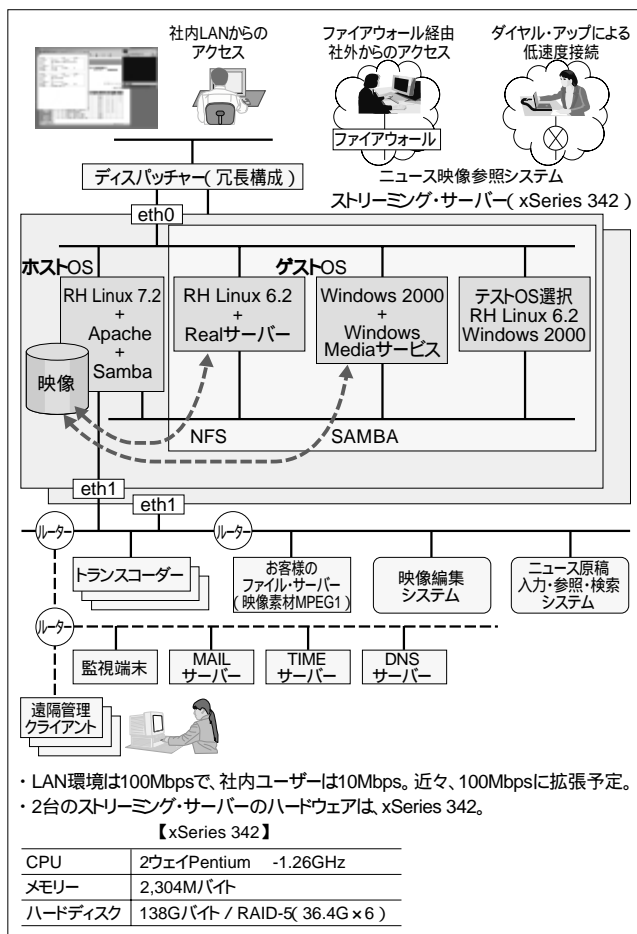 社内LANからの
アクセス
ファイアウォール経由
社外からのアクセス
ダイヤル・アップによる
低速度接続
ファイアウォール
ディスパッチャー(冗長構成)
ニュース映像参照システム
ストリーミング・サーバー(xSeries 342)
eth0
ホストOS
ゲストOS
RH Linux 7.2
+
Apache
+
Samba
RH Linux 6.2
+
Realサーバー
Windows 2000
+
Windows
Mediaサービス
テストOS選択
RH Linux 6.2
Windows 2000
映像
NFS
SAMBA
eth1
eth1
ルーター
ルーター
トランスコーダー
お客様の
ファイル・サーバー
(映像素材MPEG1)
映像編集
システム
ニュース原稿
入力・参照・検索
システム
ルーター
監視端末
MAIL
サーバー
TIME
サーバー
DNS
サーバー
遠隔管理
クライアント
・LAN環境は100Mbpsで、社内ユーザーは10Mbps。近々、100Mbpsに拡張予定。
・2台のストリーミング・サーバーのハードウェアは、xSeries 342。
【xSeries 342】
CPU 2ウェイPentium -1.26GHz
メモリー 2,304Mバイト
ハードディスク 138Gバイト / RAID-5(36.4G×6)